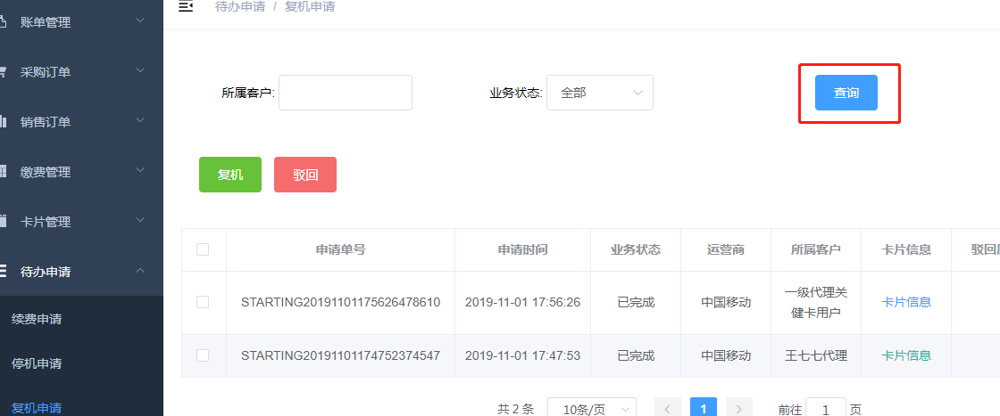 待办申请 / 复机申请
账单管理
采购订单
销售订单
缴费管理
卡片管理
待办申请
续费申请
停机申请
复机申请
所属客户:
业务状态: 全部
查询
复机 驳回
申请单号 申请时间 业务状态 运营商 所属客户 卡片信息 驳回
STARTING20191101175626478610 2019-11-01 17:56:26 已完成 中国移动 一级代理关健卡用户 卡片信息
STARTING20191101174752374547 2019-11-01 17:47:53 已完成 中国移动 王七七代理 卡片信息
共 2 条 10条/页 < 1 > 前往 1 页